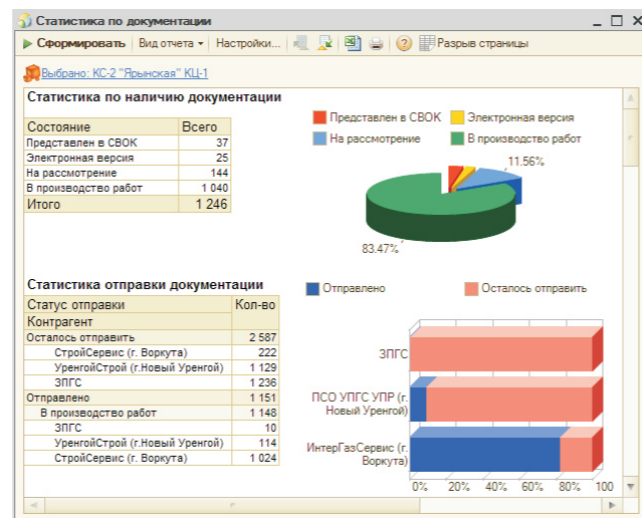 Статистика по документации
Сформировать Вид отчета Настройки... Разрыв страницы
Выбрано: КС-2 "Ярынская" КЦ-1
Статистика по наличию документации
Состояние Всего
Представлен в СВОК 37
Электронная версия 25
На рассмотрение 144
В производство работ 1 040
Итого 1 246
Представлен в СВОК Электронная версия
На рассмотрение В производство работ
11.56%
83.47%
Статистика отправки документации
Статус отправки Кол-во
Контрагент
Осталось отправить 2 587
СтройСервис (г. Воркута) 222
УренгойСтрой (г.Новый Уренгой) 1 129
ЗПГС 1 236
Отправлено 1 151
В производство работ 1 148
ЗПГС 10
УренгойСтрой (г.Новый Уренгой) 114
СтройСервис (г. Воркута) 1 024
Отправлено Осталось отправить
ЗПГС
ПСО УПГС УПР (г.
Новый Уренгой)
ИнтерГазСервис (г.
Воркута)
0% 20% 40% 60% 80% 100